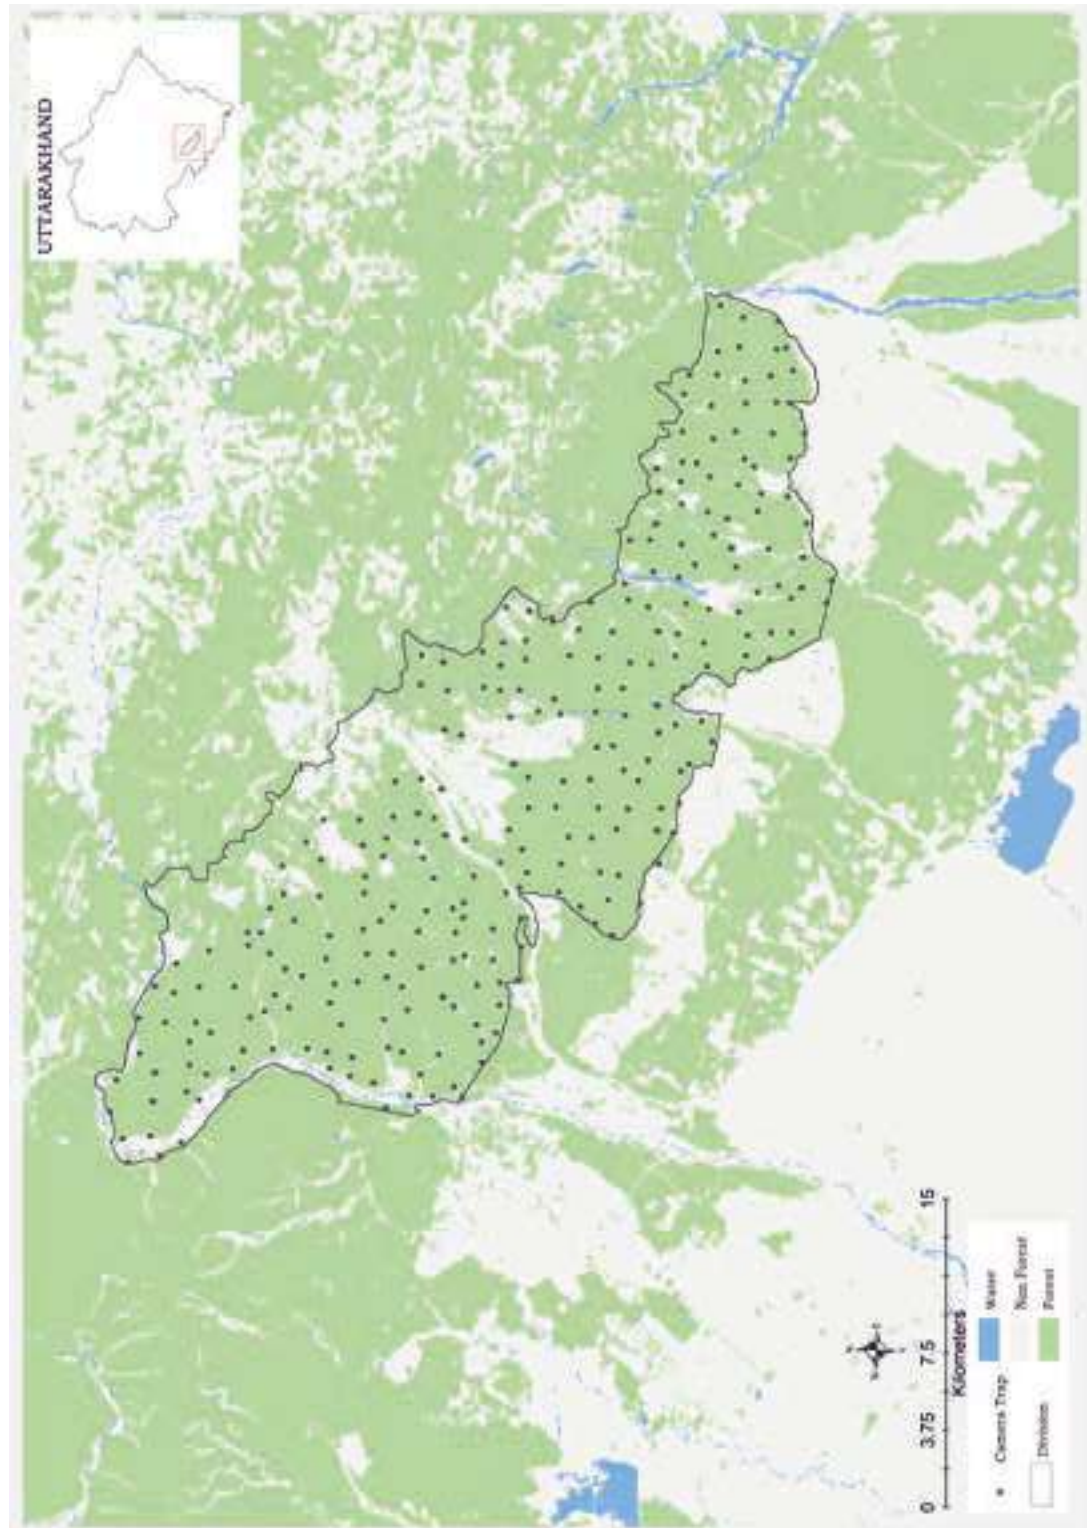 UTTARAKHAND
0 3.75 7.5 15
Kilometers
Camera Trap
Division
Water
Non Forest
Forest